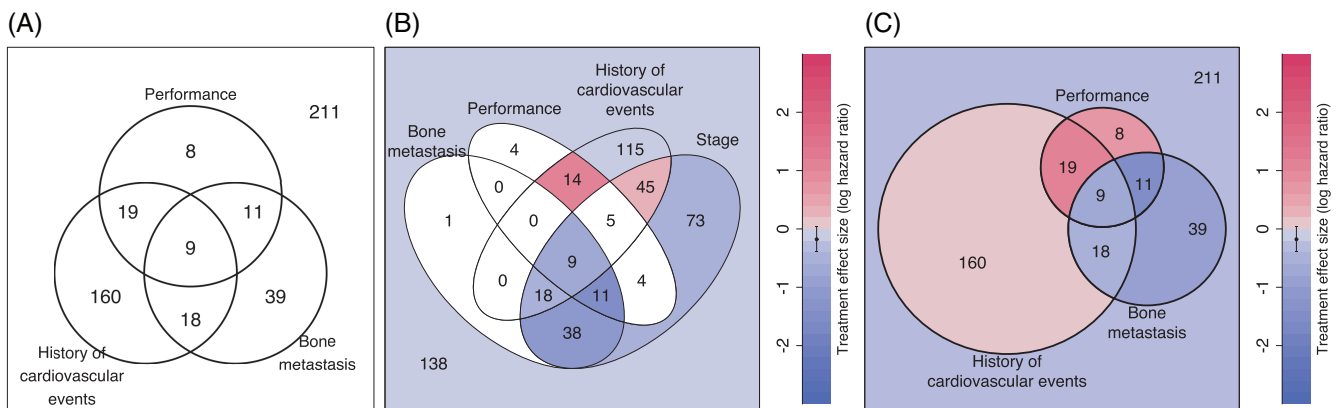 (A)
Performance
211
8
19
11
9
160
39
18
History of
cardiovascular
events
Bone
metastasis
(B)
History of
cardiovascular
events
Performance
Stage
Bone
metastasis
4
115
0
14
45
1
0
5
73
9
0
18
11
4
38
138
2
1
0
-1
-2
Treatment effect size (log hazard ratio)
(C)
211
Performance
8
19
9
11
39
160
18
Bone
metastasis
History of
cardiovascular events
2
1
0
-1
-2
Treatment effect size (log hazard ratio)